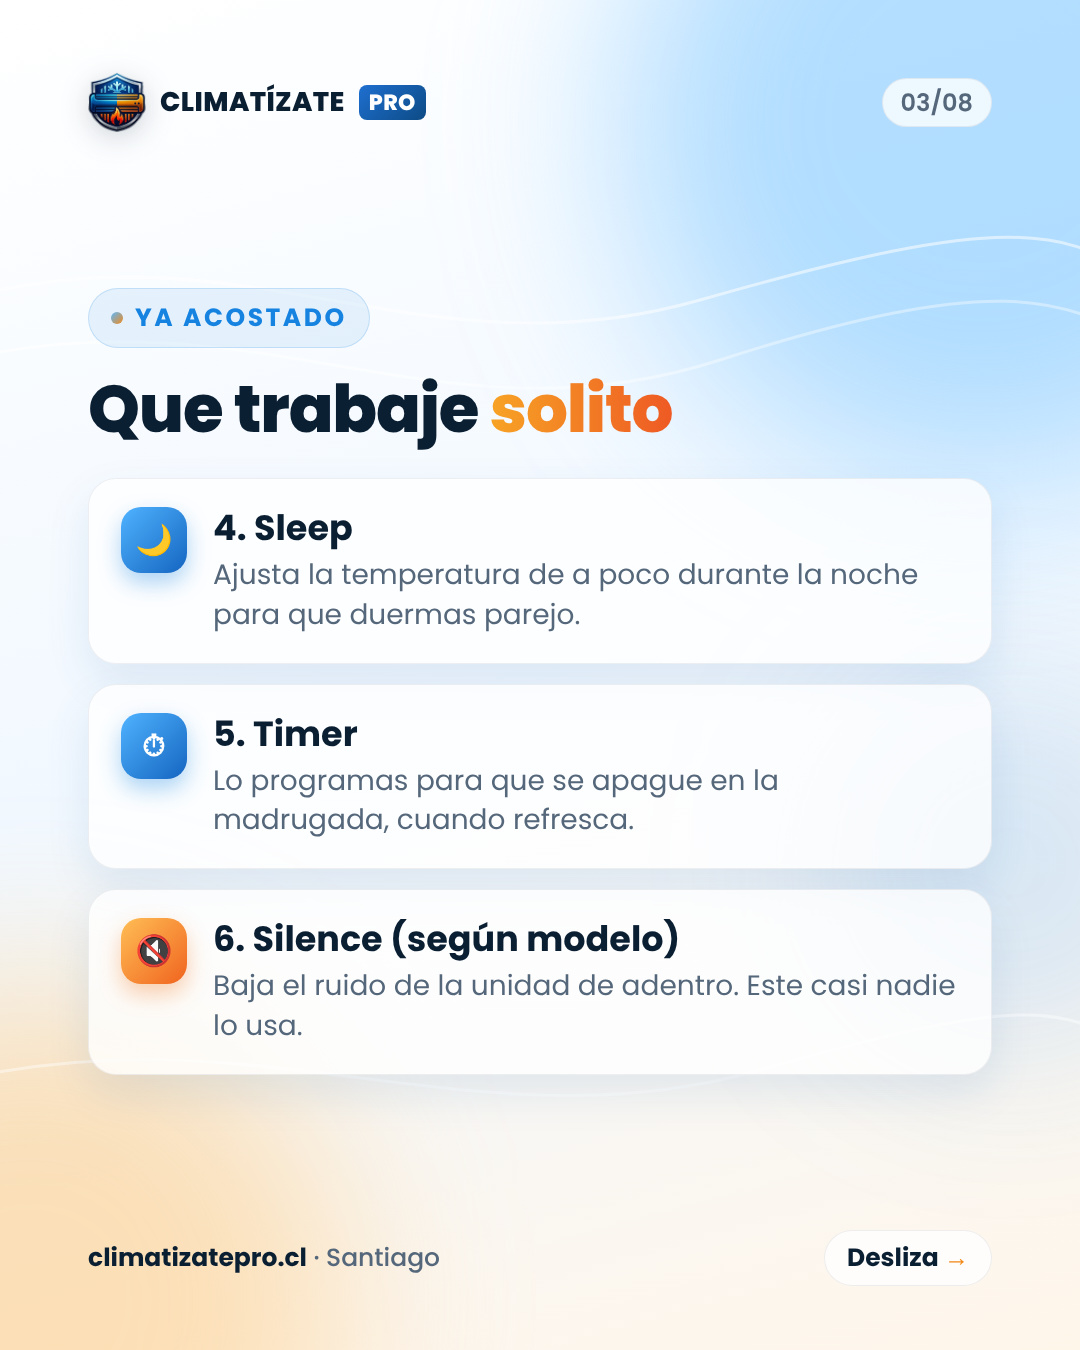 CLIMATÍZATE PRO
03/08
YA ACOSTADO
Que trabaje solito
4. Sleep
Ajusta la temperatura de a poco durante la noche
para que duermas parejo.
5. Timer
Lo programas para que se apague en la
madrugada, cuando refresca.
6. Silence (según modelo)
Baja el ruido de la unidad de adentro. Este casi nadie
lo usa.
climatizatepro.cl · Santiago
Desliza →